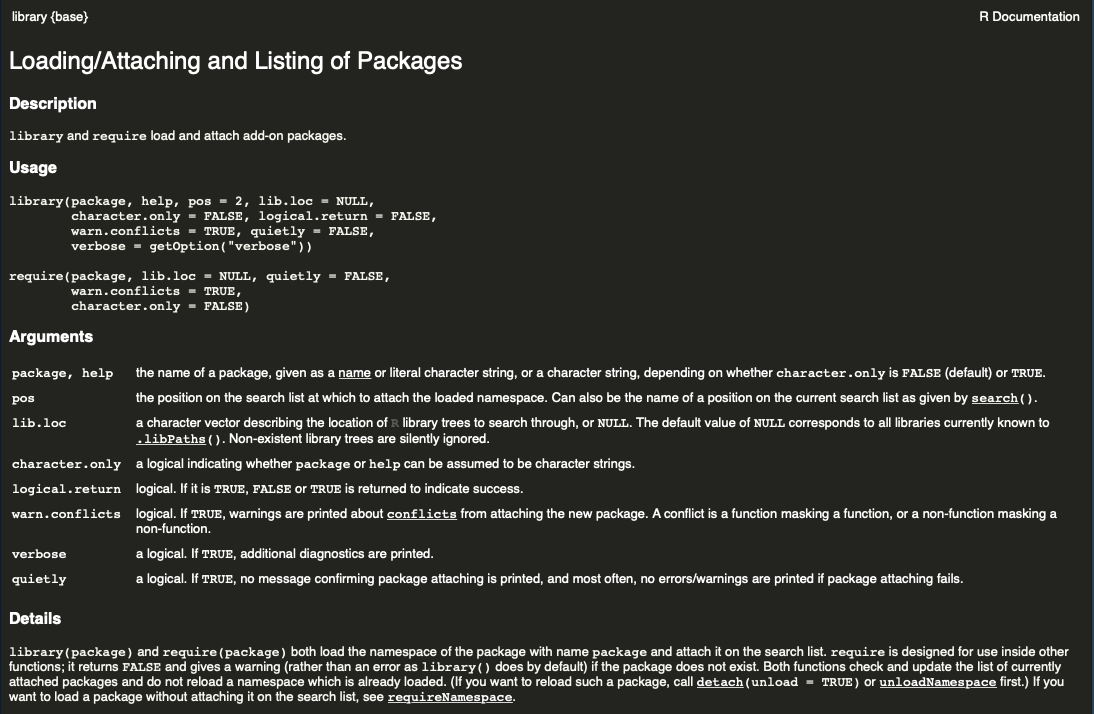 library {base}
R Documentation
Loading/Attaching and Listing of Packages
Description
library and require load and attach add-on packages.
Usage
library(package, help, pos = 2, lib.loc = NULL,
        character.only = FALSE, logical.return = FALSE,
        warn.conflicts = TRUE, quietly = FALSE,
        verbose = getOption("verbose"))
require(package, lib.loc = NULL, quietly = FALSE,
        warn.conflicts = TRUE,
        character.only = FALSE)
Arguments
package, help the name of a package, given as a name or literal character string, or a character string, depending on whether character.only is FALSE (default) or TRUE.
pos the position on the search list at which to attach the loaded namespace. Can also be the name of a position on the current search list as given by search().
lib.loc a character vector describing the location of R library trees to search through, or NULL. The default value of NULL corresponds to all libraries currently known to
.libPaths(). Non-existent library trees are silently ignored.
character.only a logical indicating whether package or help can be assumed to be character strings.
logical.return logical. If it is TRUE, FALSE or TRUE is returned to indicate success.
warn.conflicts logical. If TRUE, warnings are printed about conflicts from attaching the new package. A conflict is a function masking a function, or a non-function masking a
non-function.
verbose a logical. If TRUE, additional diagnostics are printed.
quietly a logical. If TRUE, no message confirming package attaching is printed, and most often, no errors/warnings are printed if package attaching fails.
Details
library(package) and require(package) both load the namespace of the package with name package and attach it on the search list. require is designed for use inside other
functions; it returns FALSE and gives a warning (rather than an error as library() does by default) if the package does not exist. Both functions check and update the list of currently
attached packages and do not reload a namespace which is already loaded. (If you want to reload such a package, call detach(unload = TRUE) or unloadNamespace first.) If you
want to load a package without attaching it on the search list, see requireNamespace.